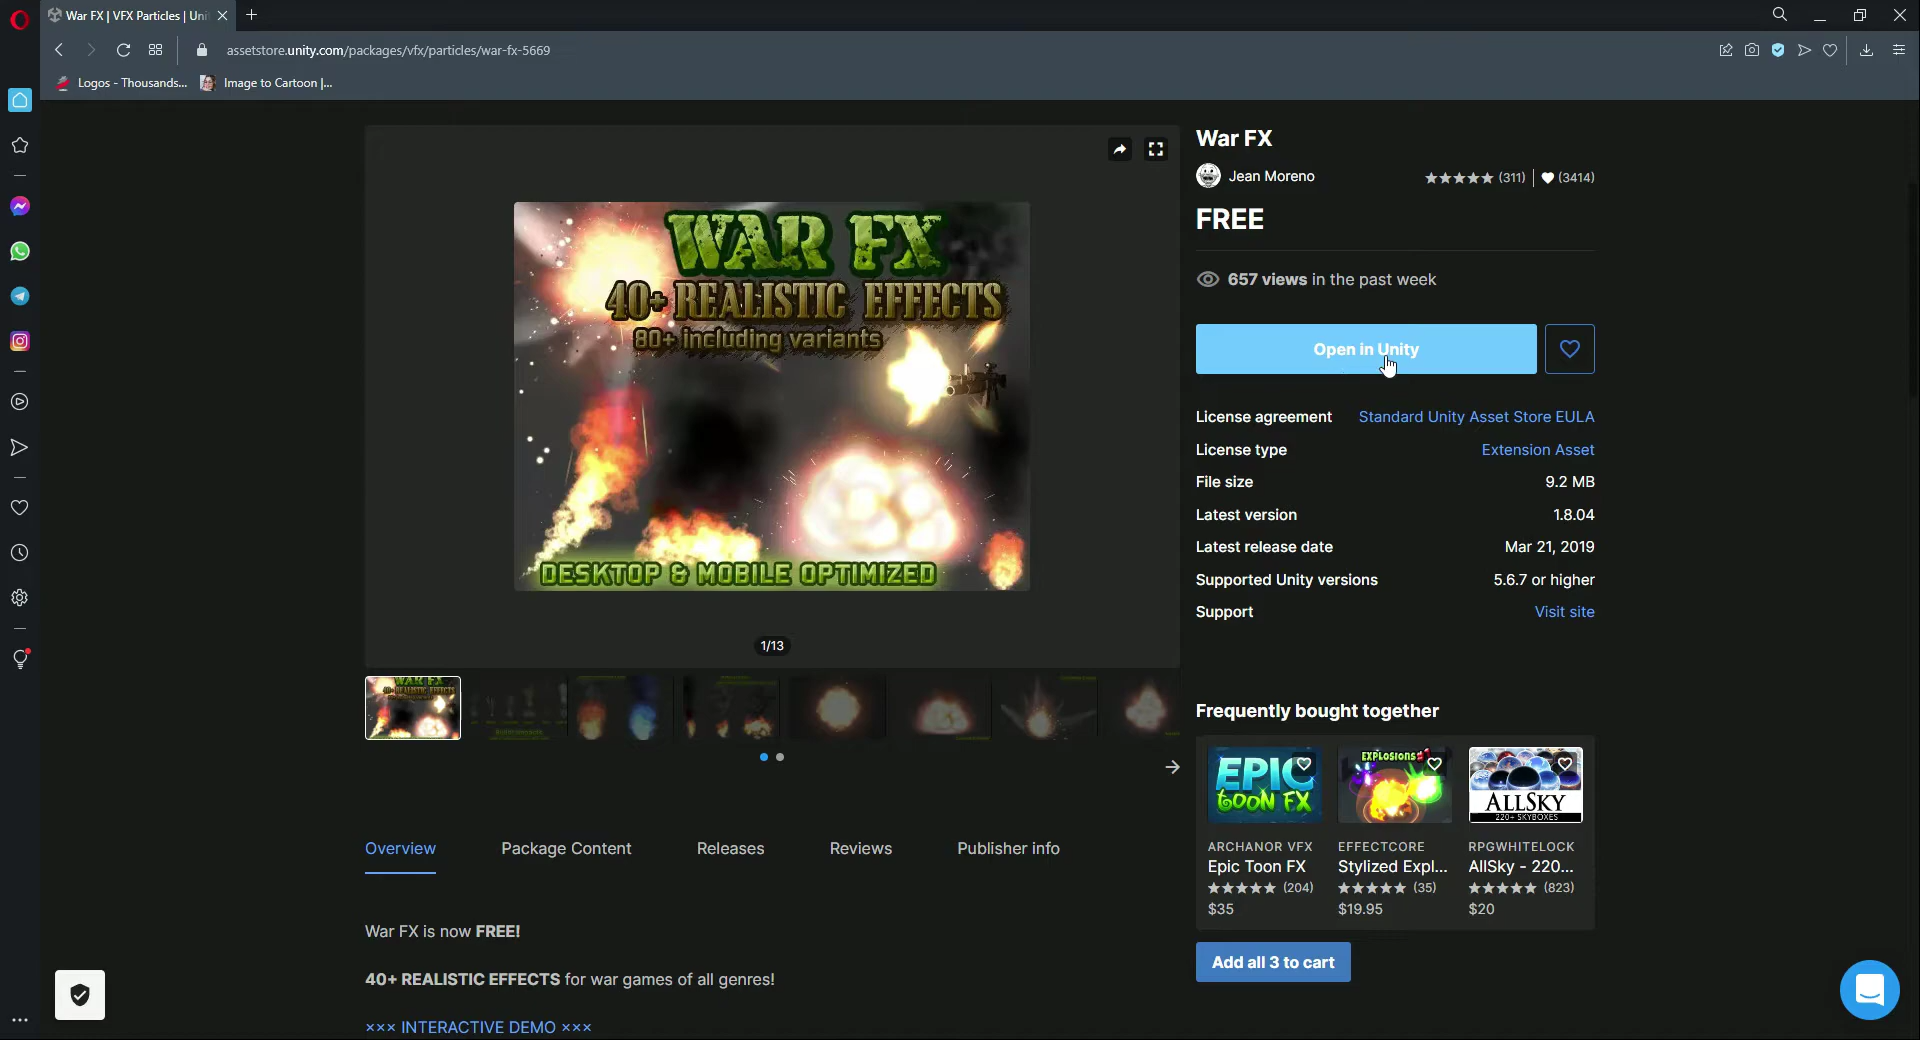 War FX | VFX Particles | Uni
assetstore.unity.com/packages/vfx/particles/war-fx-5669
Logos - Thousands...
Image to Cartoon |...
WAR FX
40+ REALISTIC EFFECTS
80+ including variants
DESKTOP & MOBILE OPTIMIZED
1/13
Overview
Package Content
Releases
Reviews
Publisher info
War FX is now FREE!
40+ REALISTIC EFFECTS for war games of all genres!
××× INTERACTIVE DEMO ×××
War FX
Jean Moreno
(311)
(3414)
FREE
657 views in the past week
Open in Unity
License agreement Standard Unity Asset Store EULA
License type Extension Asset
File size 9.2 MB
Latest version 1.8.04
Latest release date Mar 21, 2019
Supported Unity versions 5.6.7 or higher
Support Visit site
Frequently bought together
EPIC
TOON FX
ARCHANOR VFX
Epic Toon FX
(204)
$35
EXPLOSIONS
EFFECTCORE
Stylized Expl...
(35)
$19.95
ALLSKY
220+ SKYBOXES
RPGWHITELOCK
AllSky - 220...
(823)
$20
Add all 3 to cart